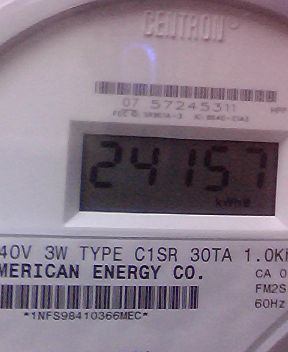 CENTRON
07 57245311
24157
kWh
40V 3W TYPE C1SR 30TA 1.0K
MERICAN ENERGY CO.
CA 0
FM2S
60Hz
*1NFS98410366MEC*